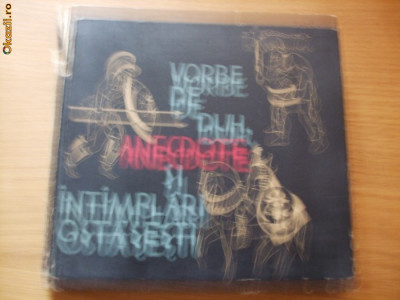 Okazii.ro
VORBE
DE
DUH,
ANECDOTE
ȘI
ÎNTÎMPLĂRI
OSTĂȘEȘTI